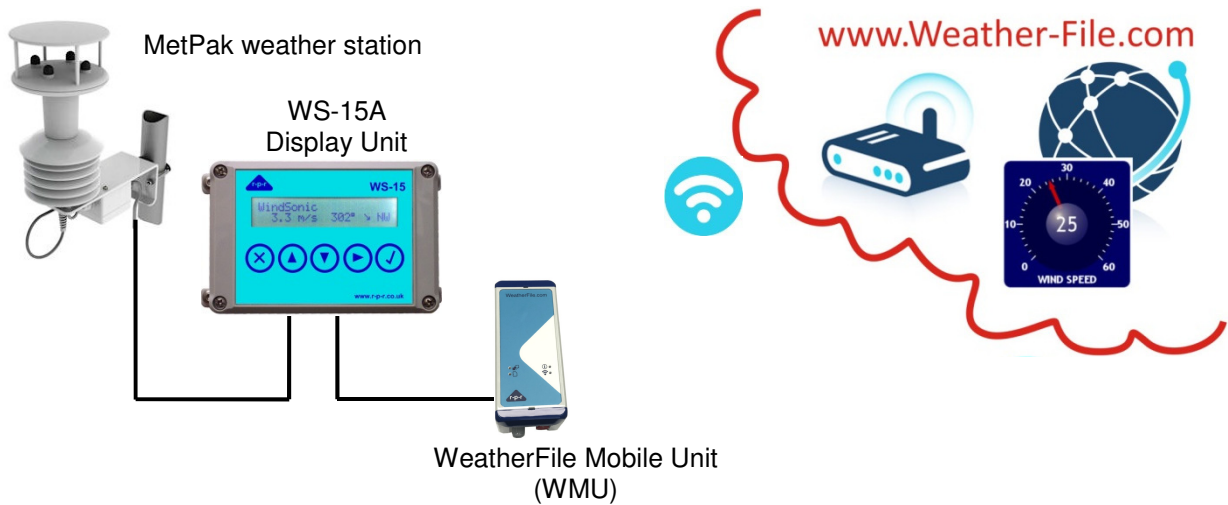 MetPak weather station
WS-15A
Display Unit
r-p-r
WS-15
WindSonic
3.3 m/s 302° ↘ NW
www.r-p-r.co.uk
WeatherFile.com
r-p-r
WeatherFile Mobile Unit
(WMU)
www.Weather-File.com
30
20
40
10
25
50
0
60
WIND SPEED